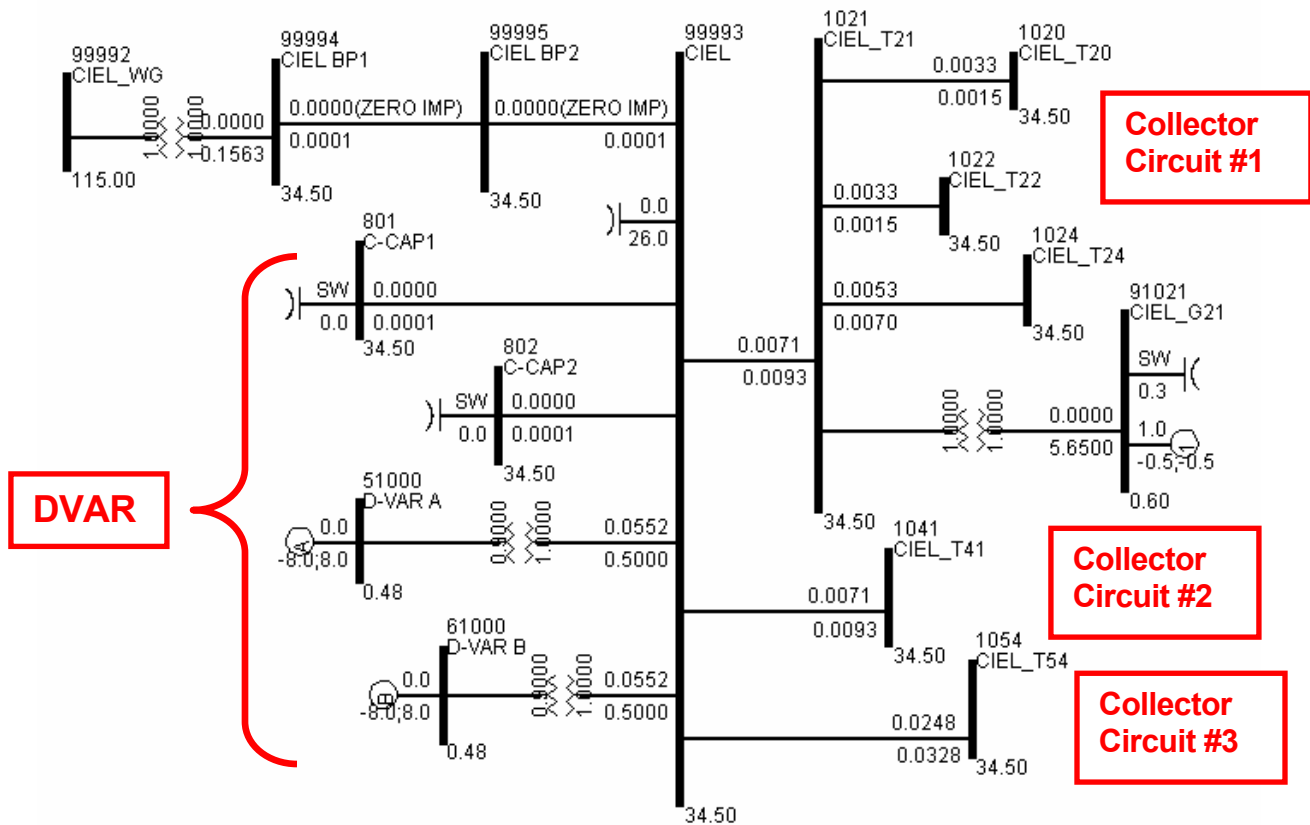 99992
CIEL_WG
1.0000
1.0000
0.0000
0.1563
115.00
99994
CIEL BP1
0.0000(ZERO IMP)
0.0001
34.50
99995
CIEL BP2
0.0000(ZERO IMP)
0.0001
34.50
99993
CIEL
0.0
26.0
34.50
801
C-CAP1
SW
0.0
0.0000
0.0001
34.50
802
C-CAP2
SW
0.0
0.0000
0.0001
34.50
DVAR
51000
D-VAR A
A
0.0
-8.0;8.0
0.9000
1.0000
0.0552
0.5000
0.48
61000
D-VAR B
B
0.0
-8.0;8.0
0.9000
1.0000
0.0552
0.5000
0.48
1021
CIEL_T21
0.0071
0.0093
34.50
1020
CIEL_T20
0.0033
0.0015
34.50
1022
CIEL_T22
0.0033
0.0015
34.50
1024
CIEL_T24
0.0053
0.0070
34.50
91021
CIEL_G21
SW
0.3
1.0000
1.0000
0.0000
5.6500
1.0
1
-0.5;-0.5
0.60
1041
CIEL_T41
0.0071
0.0093
34.50
1054
CIEL_T54
0.0248
0.0328
34.50
Collector
Circuit #1
Collector
Circuit #2
Collector
Circuit #3